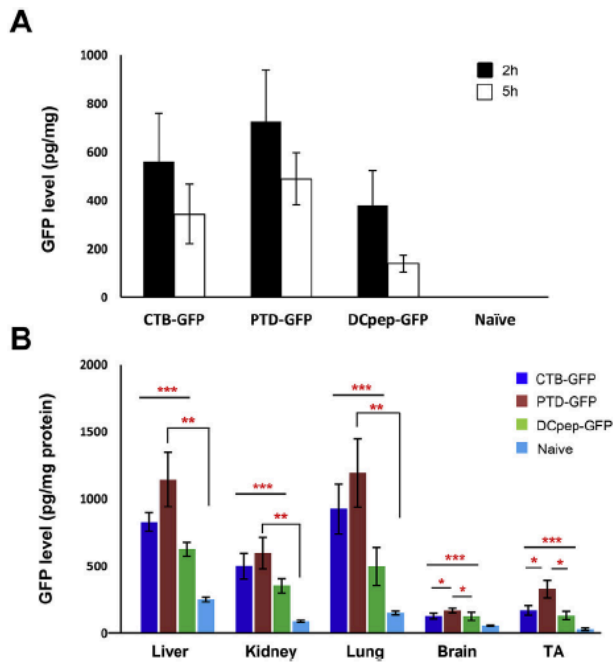 A
GFP level (pg/mg)
1000
800
600
400
200
0
2h
5h
CTB-GFP PTD-GFP DCpep-GFP Naïve
B
GFP level (pg/mg protein)
2000
1500
1000
500
0
CTB-GFP
PTD-GFP
DCpep-GFP
Naive
*** ***
** **
*** ***
** ***
* * * *
Liver Kidney Lung Brain TA